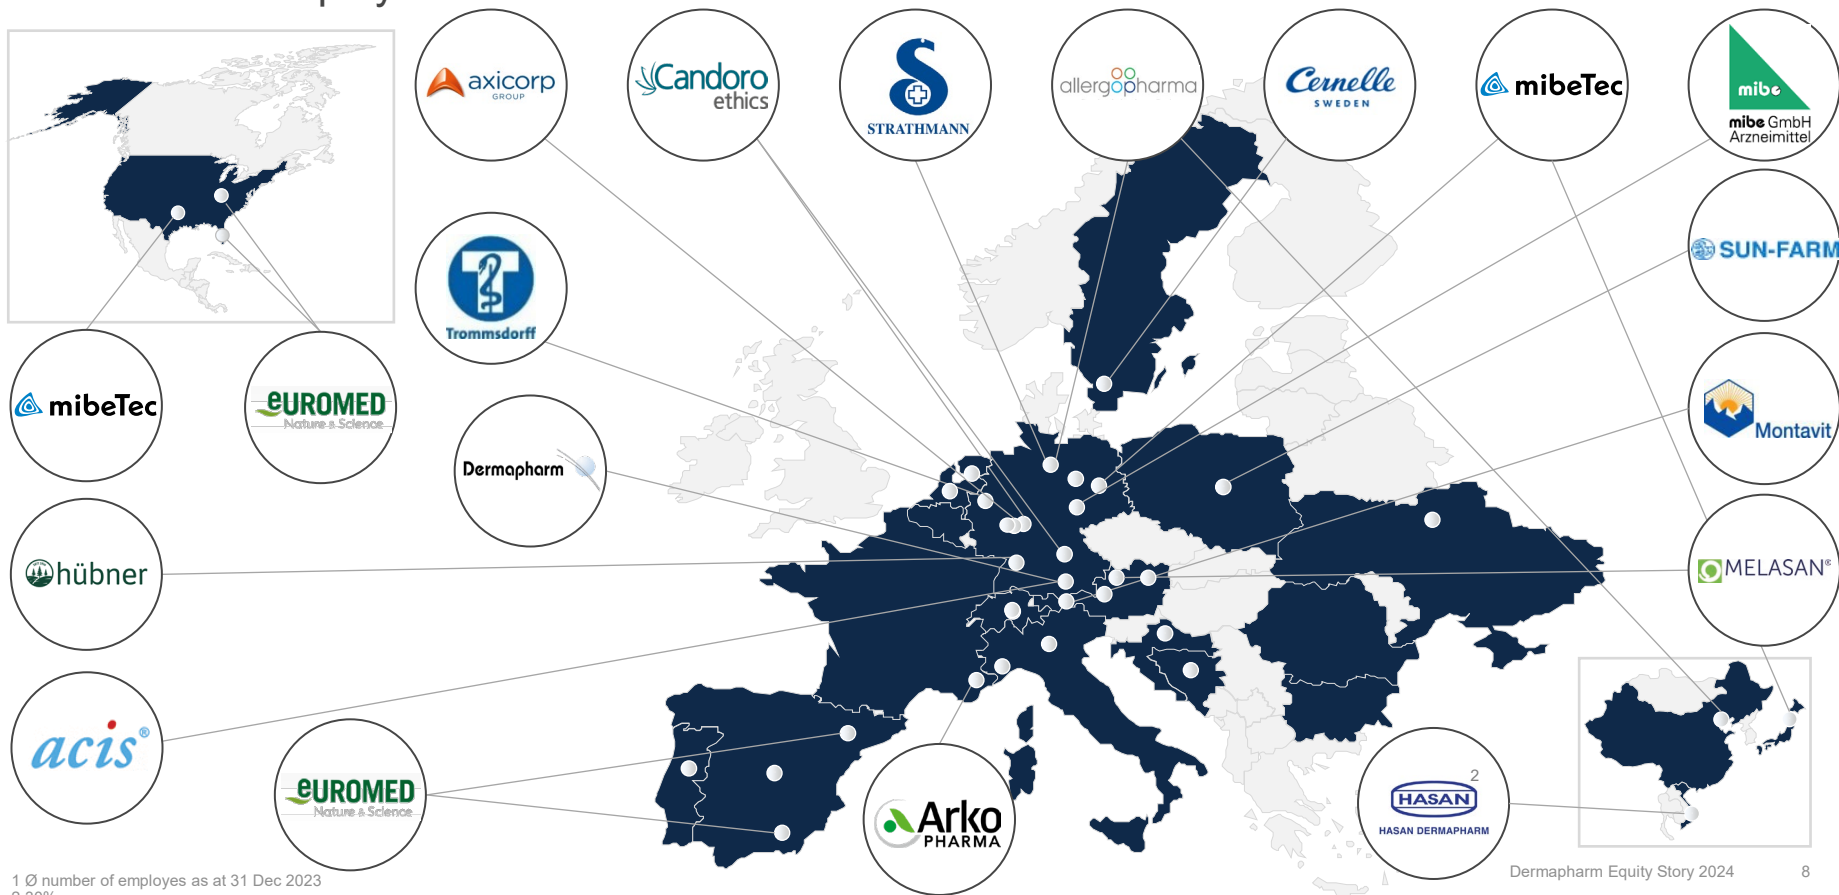 axicorp
GROUP
Candoro
ethics
STRATHMANN
allergopharma
Cernelle
SWEDEN
mibeTec
mibe
mibe GmbH
Arzneimittel
Trommsdorff
SUN-FARM
mibeTec
EUROMED
Nature & Science
Montavit
Dermapharm
hübner
MELASAN®
acis®
EUROMED
Nature & Science
Arko
PHARMA
2
HASAN
HASAN DERMAPHARM
1 Ø number of employes as at 31 Dec 2023
Dermapharm Equity Story 2024
8